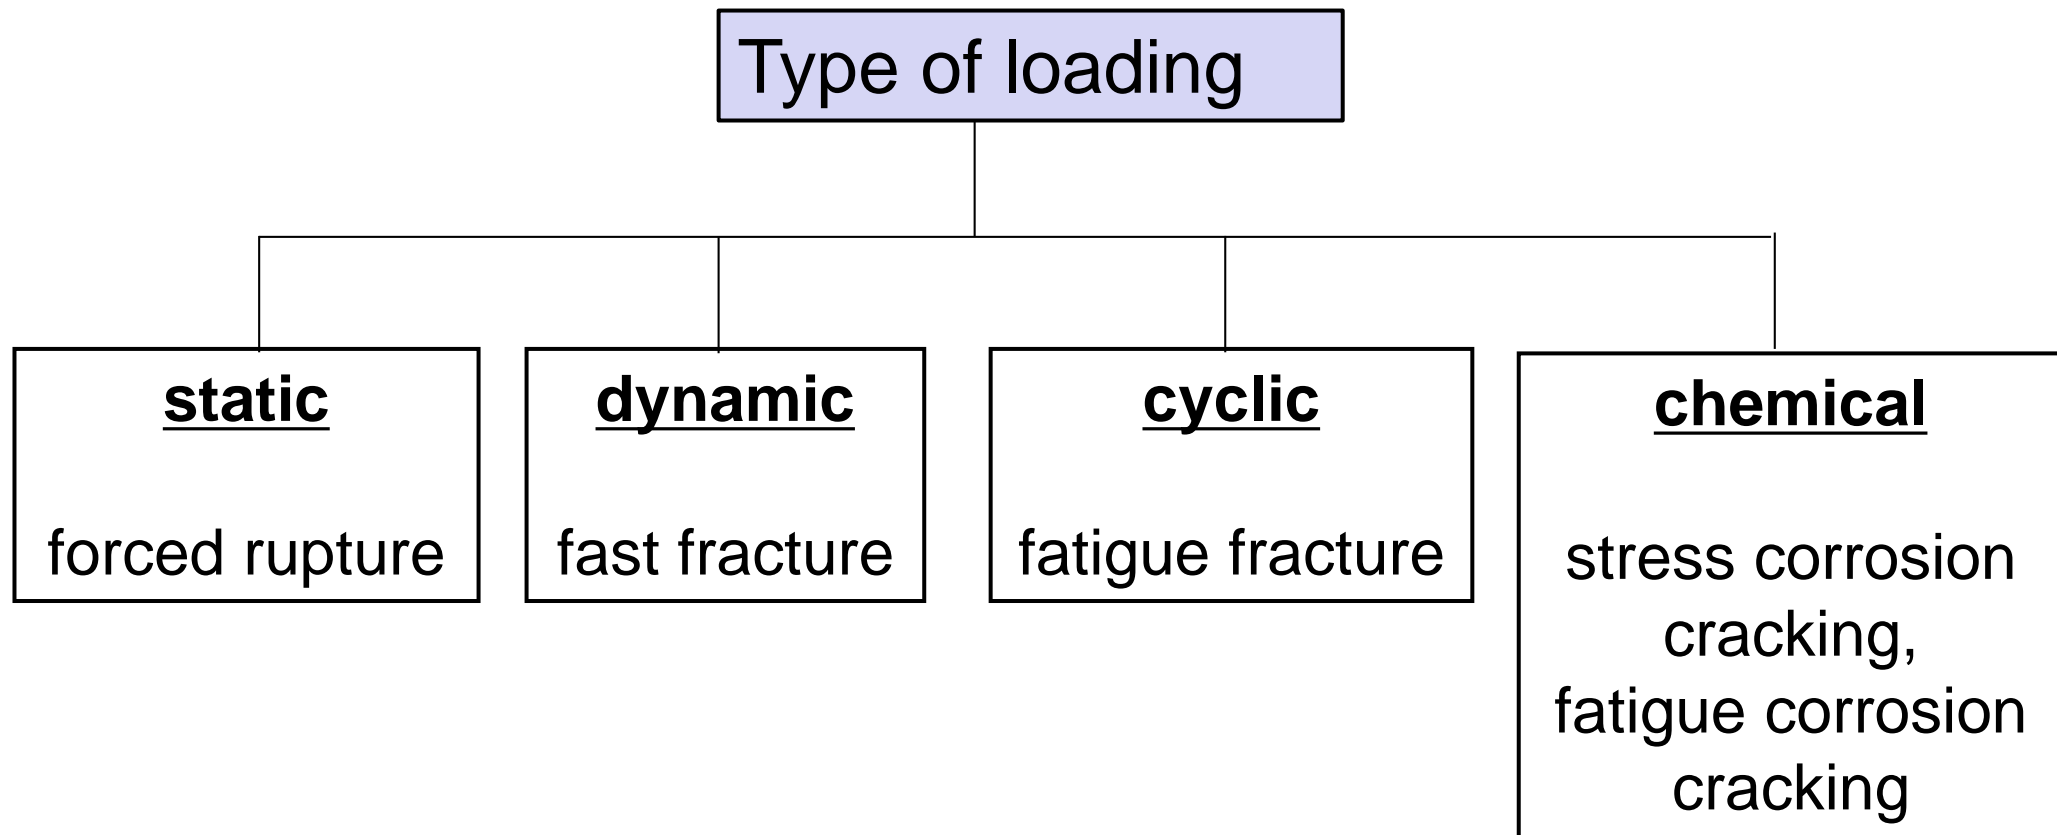 Type of loading
static
forced rupture
dynamic
fast fracture
cyclic
fatigue fracture
chemical
stress corrosion
cracking,
fatigue corrosion
cracking